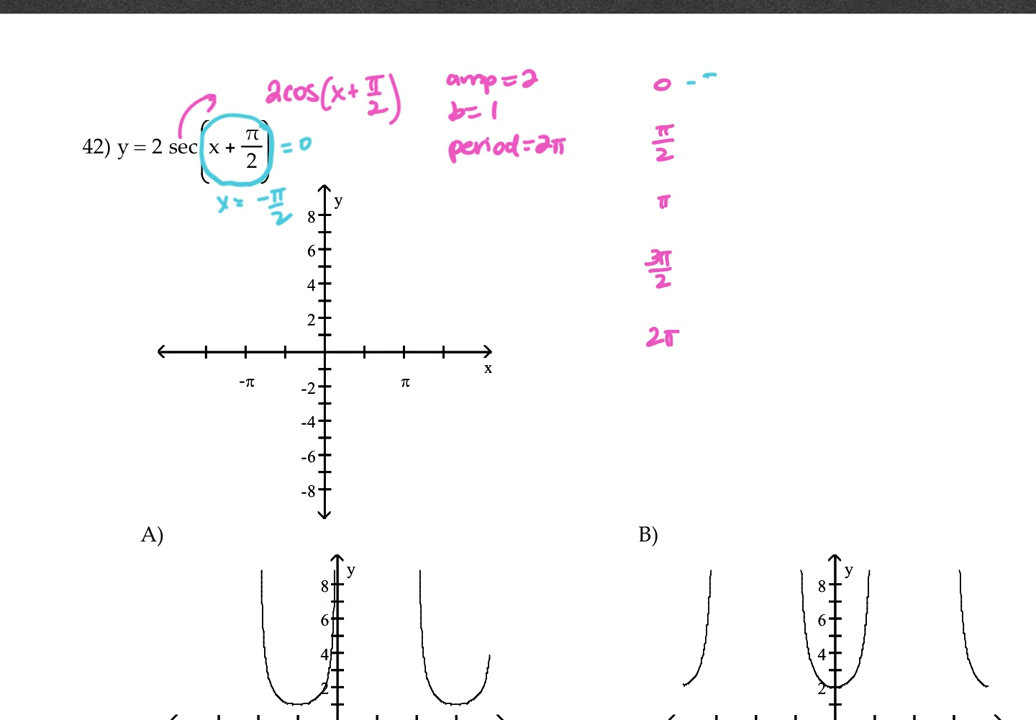 2cos(x + π/2)
amp = 2
b = 1
period = 2π
0 - -
π/2
π
3π/2
2π
42) y = 2 sec(x + π/2) = 0
x = -π/2
y
8
6
4
2
x
-π
π
-2
-4
-6
-8
A)
y
8
6
4
2
B)
y
8
6
4
2